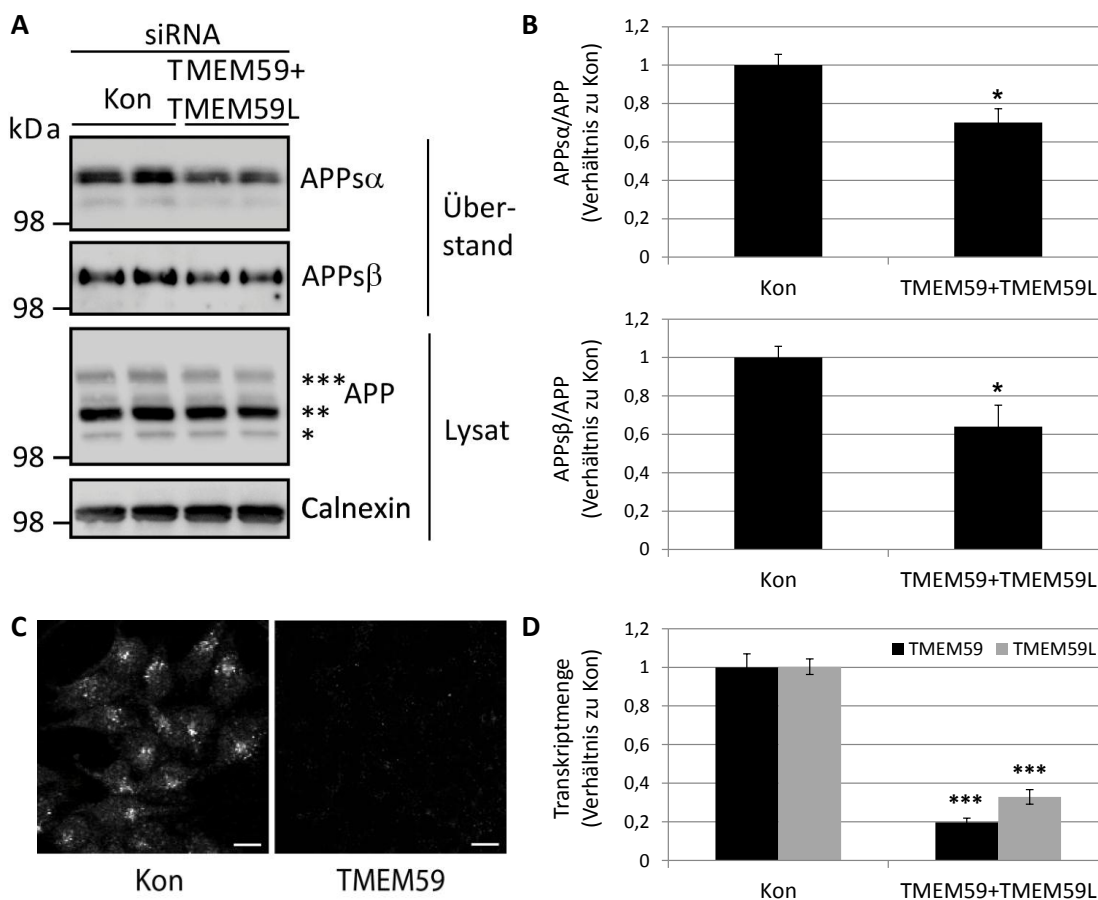 A
siRNA
TMEM59+
Kon TMEM59L
kDa
APPsα
98
APPsβ
98
Über-
stand
*** APP
**
*
98
Calnexin
98
Lysat
B
APPsα/APP
(Verhältnis zu Kon)
1,2
1
0,8
0,6
0,4
0,2
0
*
Kon TMEM59+TMEM59L
APPsβ/APP
(Verhältnis zu Kon)
1,2
1
0,8
0,6
0,4
0,2
0
*
Kon TMEM59+TMEM59L
C
Kon TMEM59
D
Transkriptmenge
(Verhältnis zu Kon)
1,2
1
0,8
0,6
0,4
0,2
0
TMEM59 TMEM59L
*** ***
Kon TMEM59+TMEM59L